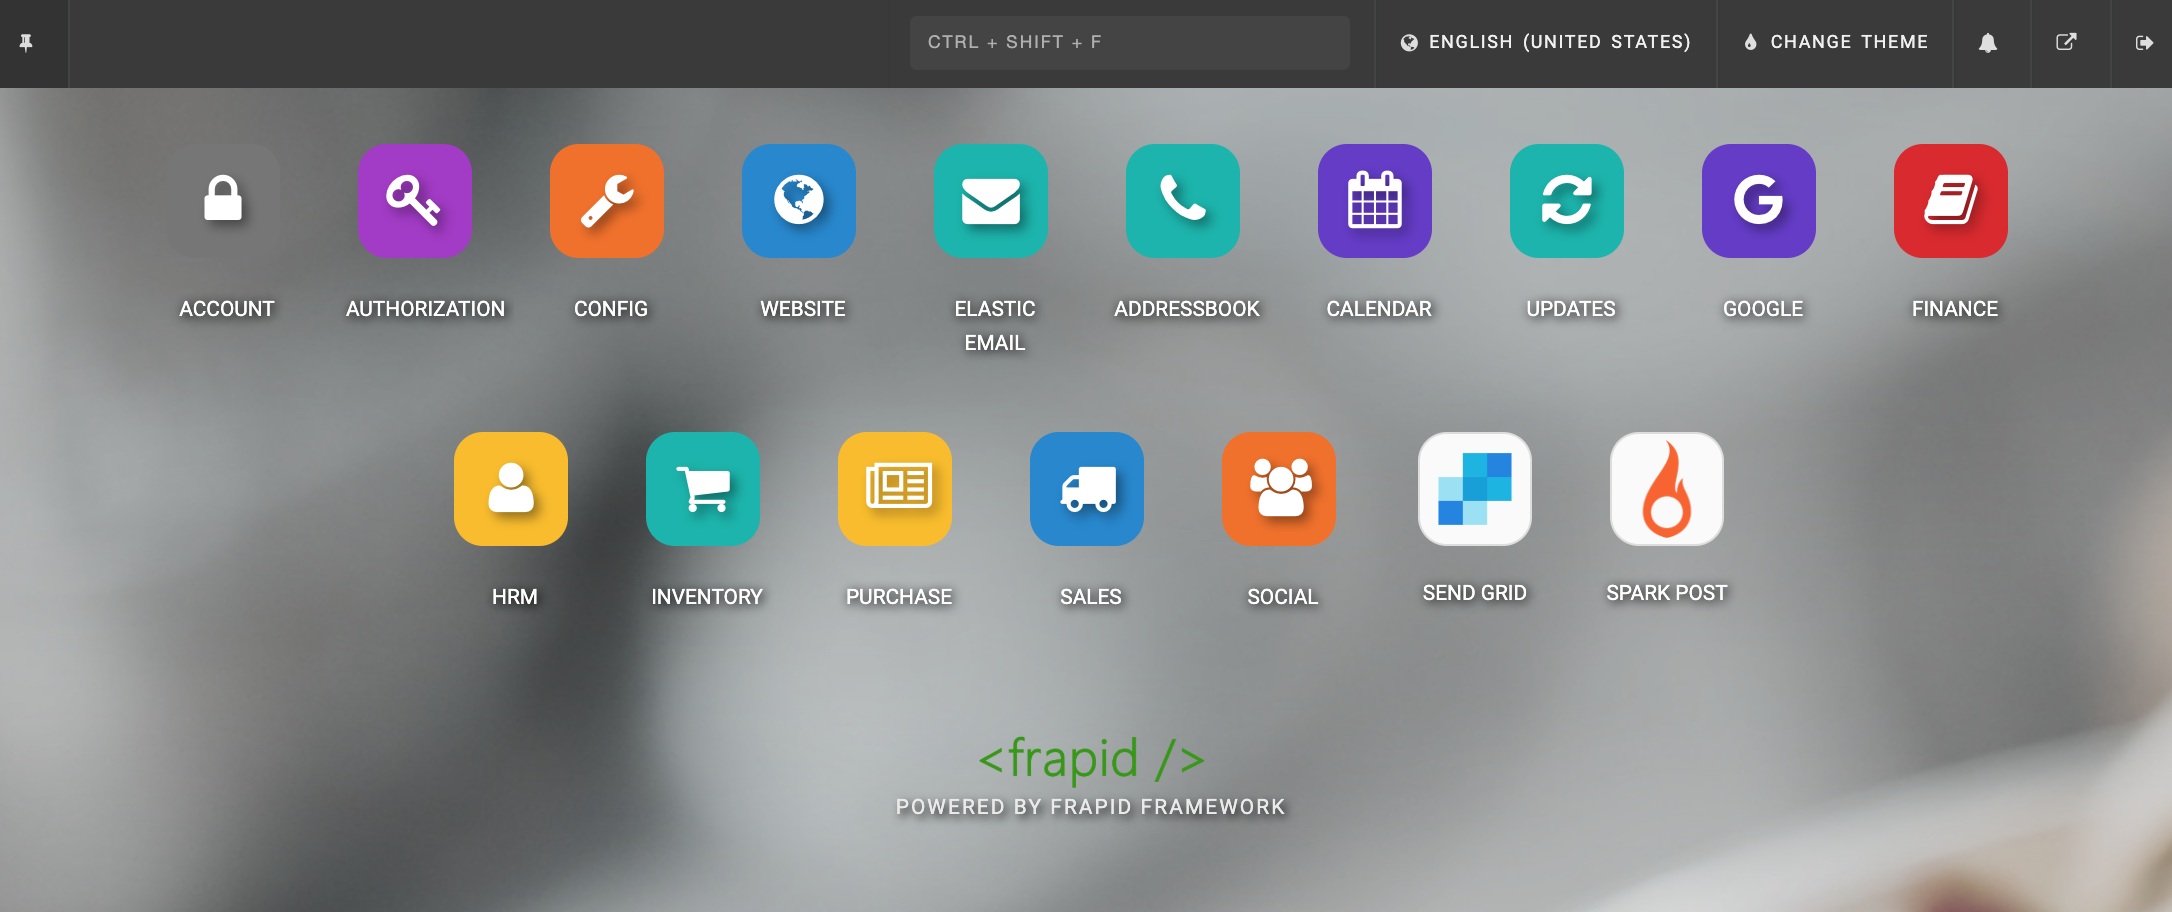 CTRL + SHIFT + F
ENGLISH (UNITED STATES)
CHANGE THEME
ACCOUNT
AUTHORIZATION
CONFIG
WEBSITE
ELASTIC
EMAIL
ADDRESSBOOK
CALENDAR
UPDATES
GOOGLE
FINANCE
HRM
INVENTORY
PURCHASE
SALES
SOCIAL
SEND GRID
SPARK POST
<frapid />
POWERED BY FRAPID FRAMEWORK